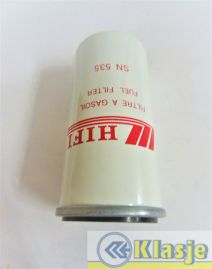 SN 535
FUEL FILTER
FILTRE A GASOIL
HIFI
Klasje